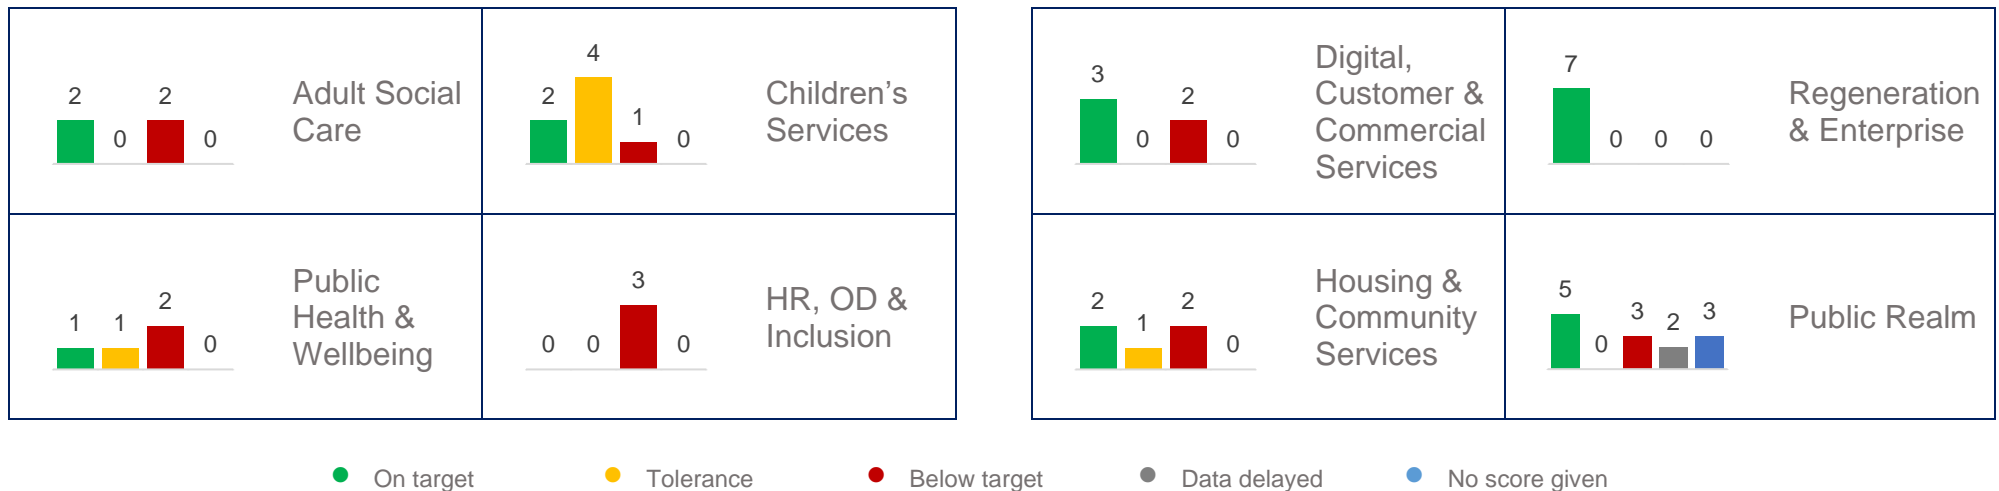 2 0 2 0
Adult Social
Care
2 4 1 0
Children's
Services
3 0 2 0
Digital,
Customer &
Commercial
Services
7 0 0 0
Regeneration
& Enterprise
1 1 2 0
Public
Health &
Wellbeing
0 0 3 0
HR, OD &
Inclusion
2 1 2 0
Housing &
Community
Services
5 0 3 2 3
Public Realm
On target Tolerance Below target Data delayed No score given